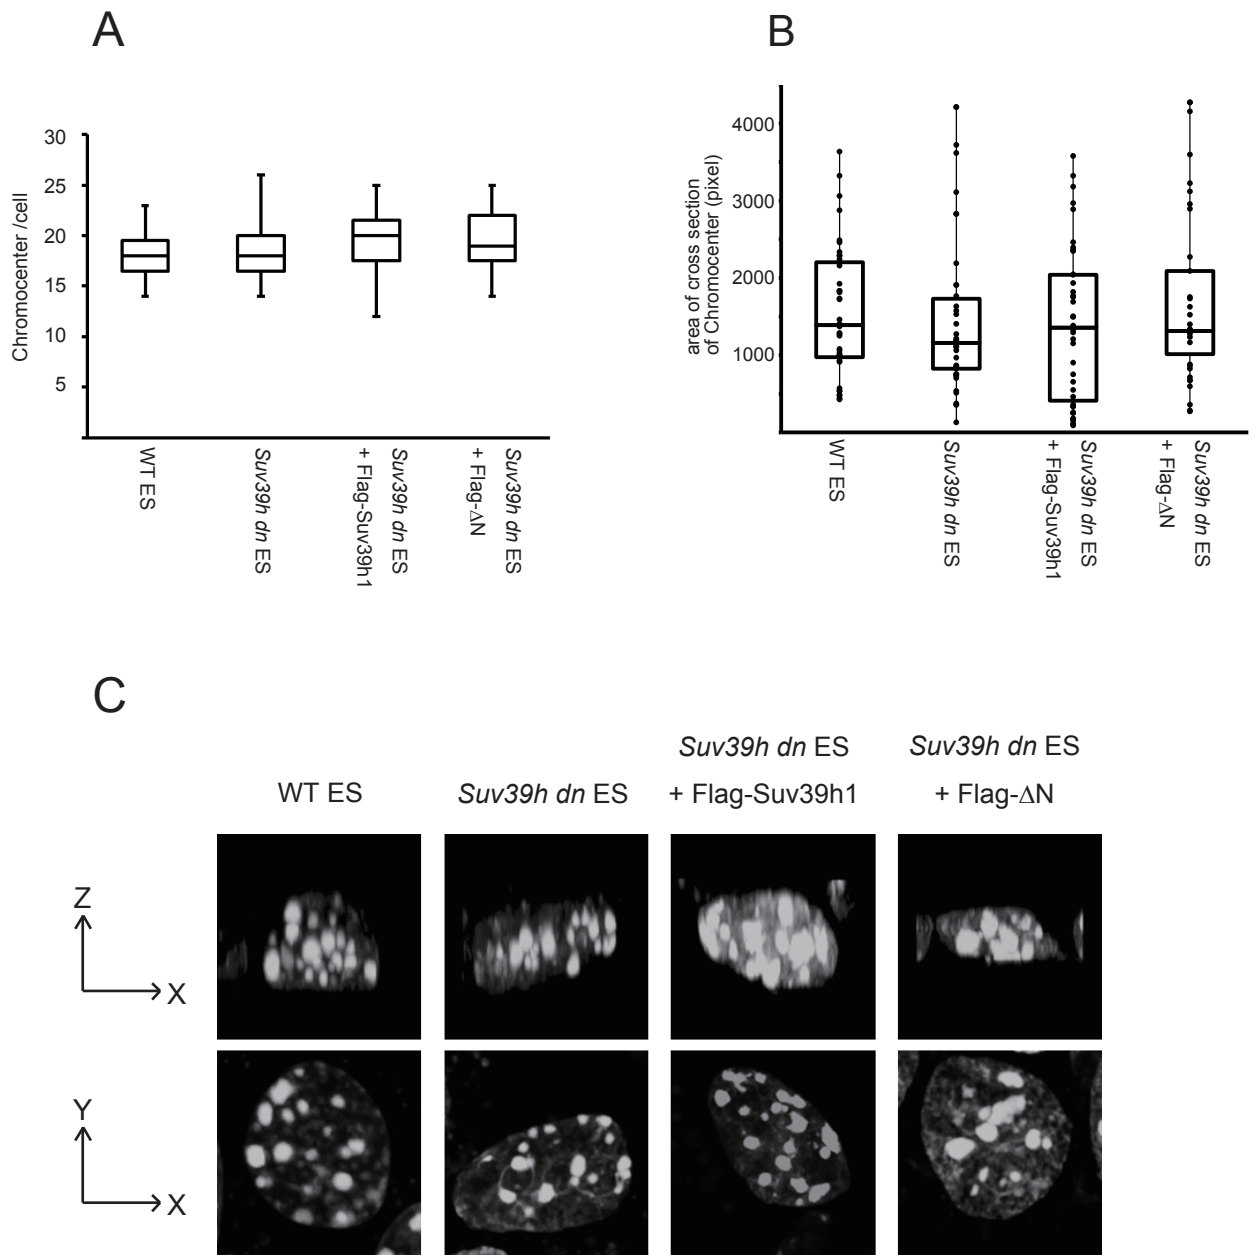 A
B
Chromocenter /cell
30
25
20
15
10
5
WT ES
Suv39h dn ES
Suv39h dn ES
+ Flag-Suv39h1
Suv39h dn ES
+ Flag-ΔN
area of cross section
of Chromocenter (pixel)
4000
3000
2000
1000
WT ES
Suv39h dn ES
Suv39h dn ES
+ Flag-Suv39h1
Suv39h dn ES
+ Flag-ΔN
C
WT ES
Suv39h dn ES
Suv39h dn ES
+ Flag-Suv39h1
Suv39h dn ES
+ Flag-ΔN
Z
X
Y
X